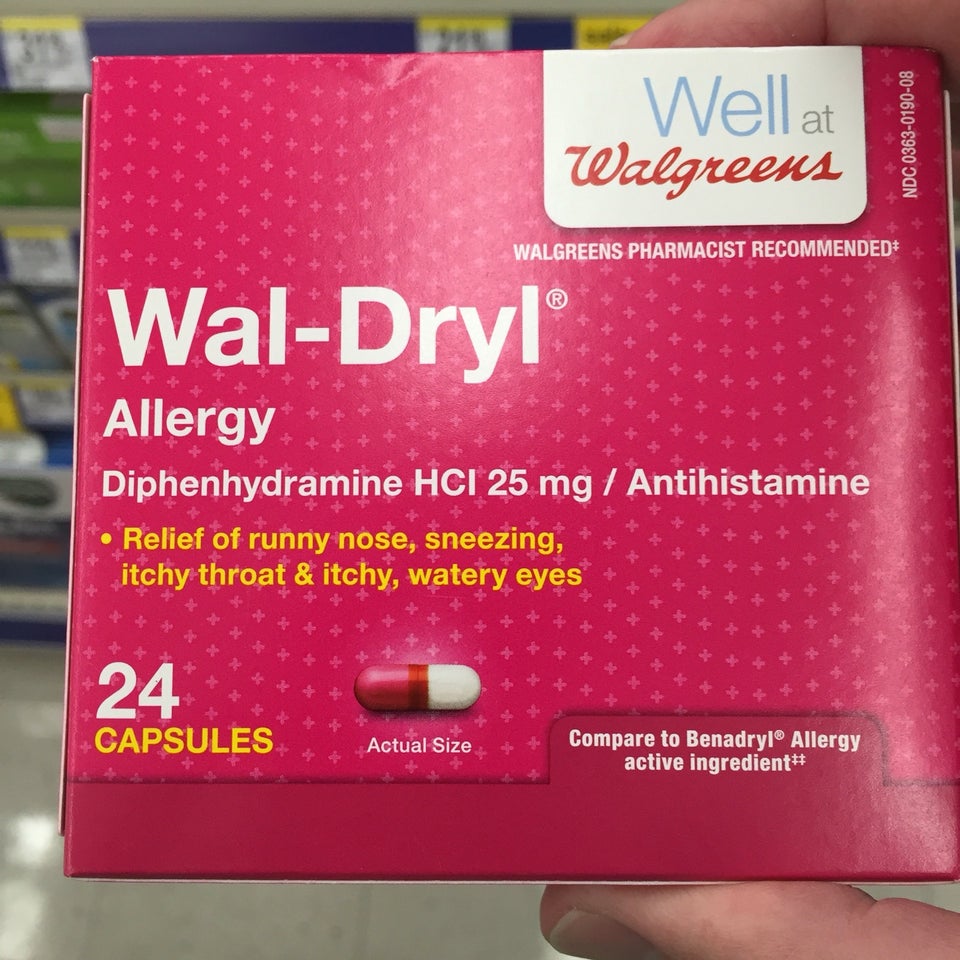 Well at
Walgreens
NDC 0363-0190-08
WALGREENS PHARMACIST RECOMMENDED‡
Wal-Dryl®
Allergy
Diphenhydramine HCl 25 mg / Antihistamine
• Relief of runny nose, sneezing,
itchy throat & itchy, watery eyes
24
CAPSULES
Actual Size
Compare to Benadryl® Allergy
active ingredient‡‡